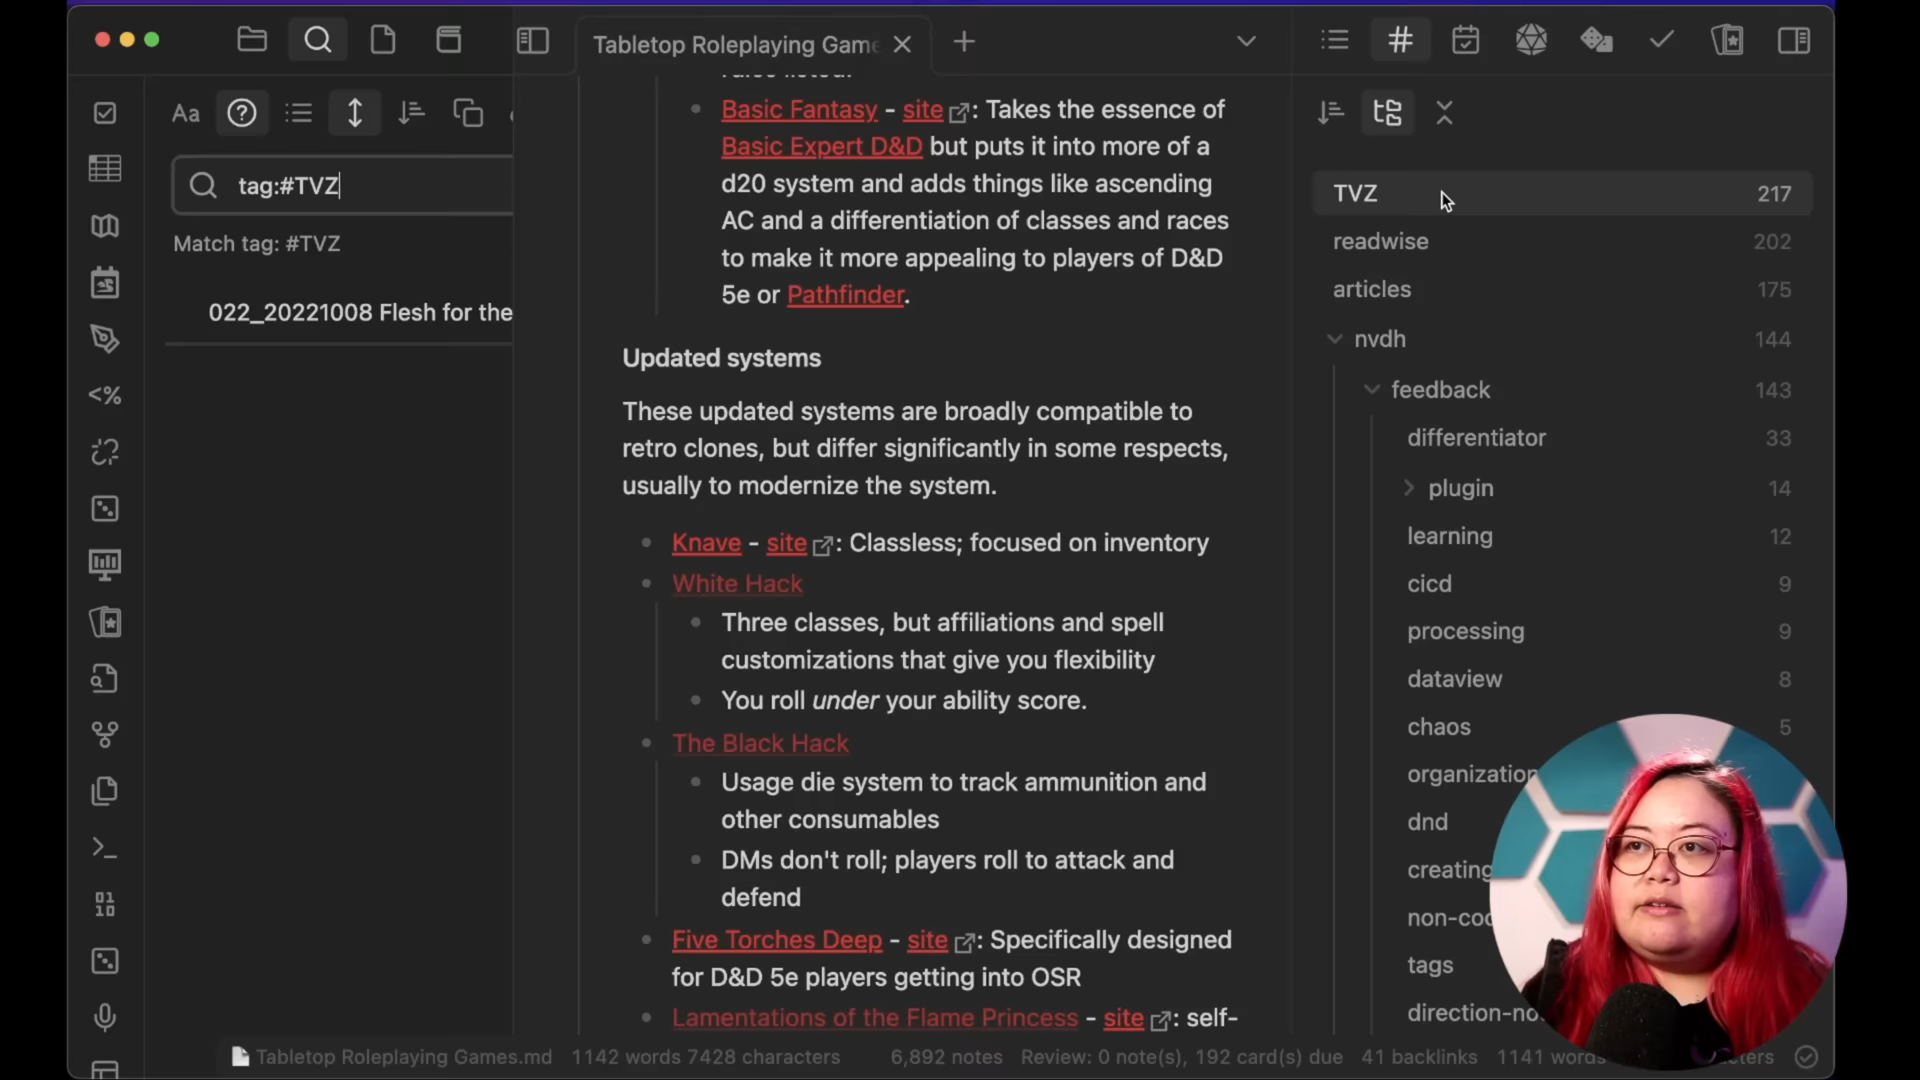 Tabletop Roleplaying Game
Aa
tag:#TVZ
Match tag: #TVZ
022_20221008 Flesh for the
Basic Fantasy - site: Takes the essence of
Basic Expert D&D but puts it into more of a
d20 system and adds things like ascending
AC and a differentiation of classes and races
to make it more appealing to players of D&D
5e or Pathfinder.
Updated systems
These updated systems are broadly compatible to
retro clones, but differ significantly in some respects,
usually to modernize the system.
Knave - site: Classless; focused on inventory
White Hack
Three classes, but affiliations and spell
customizations that give you flexibility
You roll under your ability score.
The Black Hack
Usage die system to track ammunition and
other consumables
DMs don't roll; players roll to attack and
defend
Five Torches Deep - site: Specifically designed
for D&D 5e players getting into OSR
Lamentations of the Flame Princess - site: self-
TVZ 217
readwise 202
articles 175
nvdh 144
feedback 143
differentiator 33
plugin 14
learning 12
cicd 9
processing 9
dataview 8
chaos 5
organization
dnd
creating
non-co
tags
direction-no
Tabletop Roleplaying Games.md 1142 words 7428 characters 6,892 notes Review: 0 note(s), 192 card(s) due 41 backlinks 1141 words